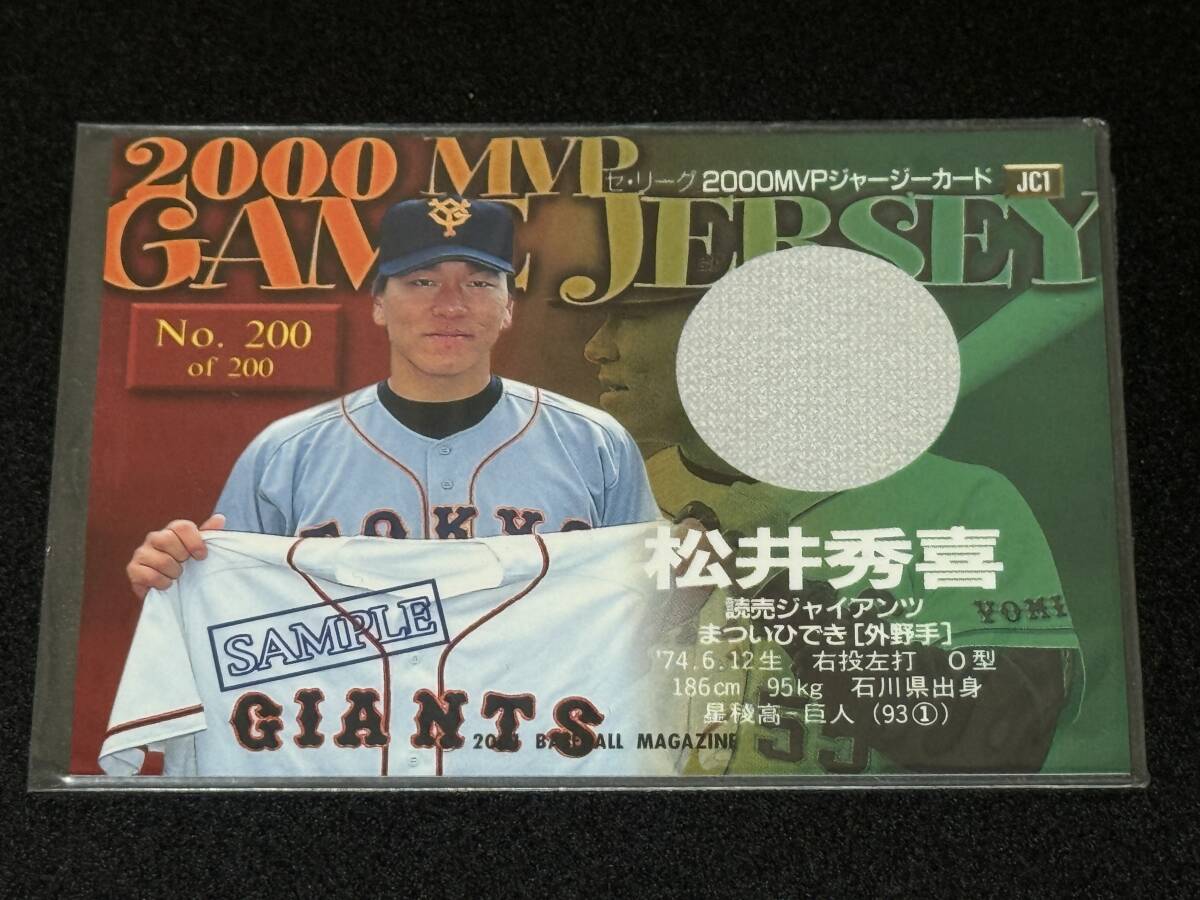 2000 MVP
セ・リーグ 2000MVPジャージーカード JC1
GAME JERSEY
No. 200
of 200
TOKYO
SAMPLE
GIANTS
松井秀喜
読売ジャイアンツ
まついひでき[外野手]
'74.6.12生 右投左打 O型
186cm 95kg 石川県出身
星稜高 巨人 (93①)
YOMI
55
BASEBALL MAGAZINE